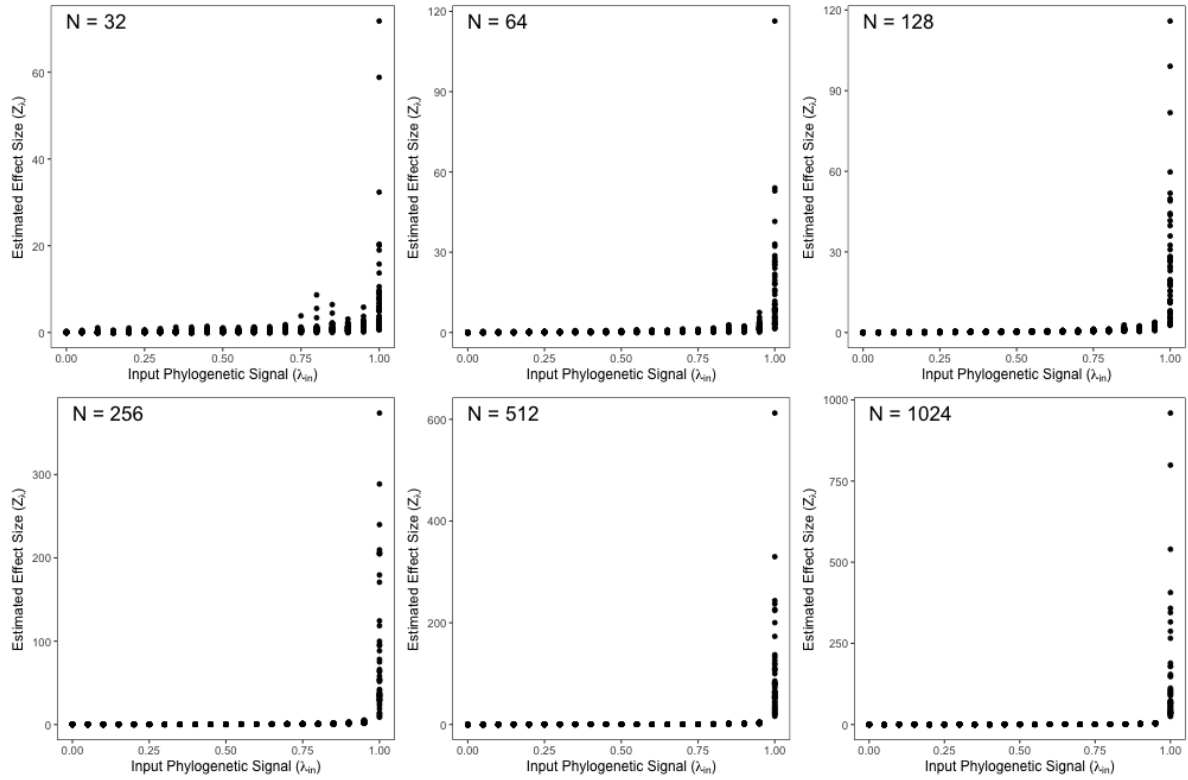 N = 32
60
40
20
0
Estimated Effect Size (Zλ)
0.00 0.25 0.50 0.75 1.00
Input Phylogenetic Signal (λin)
N = 64
120
90
60
30
0
Estimated Effect Size (Zλ)
0.00 0.25 0.50 0.75 1.00
Input Phylogenetic Signal (λin)
N = 128
120
90
60
30
0
Estimated Effect Size (Zλ)
0.00 0.25 0.50 0.75 1.00
Input Phylogenetic Signal (λin)
N = 256
300
200
100
0
Estimated Effect Size (Zλ)
0.00 0.25 0.50 0.75 1.00
Input Phylogenetic Signal (λin)
N = 512
600
400
200
0
Estimated Effect Size (Zλ)
0.00 0.25 0.50 0.75 1.00
Input Phylogenetic Signal (λin)
N = 1024
1000
750
500
250
0
Estimated Effect Size (Zλ)
0.00 0.25 0.50 0.75 1.00
Input Phylogenetic Signal (λin)